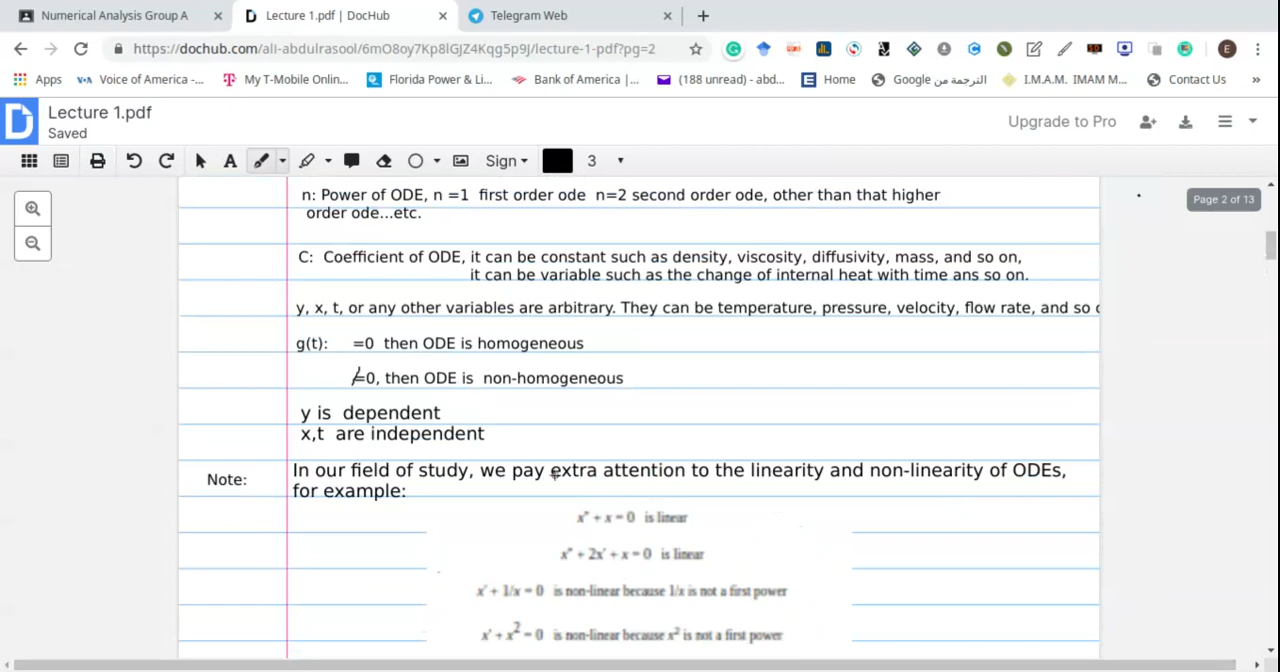 Numerical Analysis Group A
Lecture 1.pdf | DocHub
Telegram Web
https://dochub.com/ali-abdulrasool/6mO8oy7Kp8lGJZ4Kqg5p9J/lecture-1-pdf?pg=2
E
Apps
Voice of America -...
My T-Mobile Onlin...
Florida Power & Li...
Bank of America |...
(188 unread) - abd...
Home
الترجمة من Google
I.M.A.M. IMAM M...
Contact Us
»
Lecture 1.pdf
Saved
Upgrade to Pro
A
Sign
3
Page 2 of 13
n: Power of ODE, n =1 first order ode n=2 second order ode, other than that higher
order ode...etc.
C: Coefficient of ODE, it can be constant such as density, viscosity, diffusivity, mass, and so on,
it can be variable such as the change of internal heat with time ans so on.
y, x, t, or any other variables are arbitrary. They can be temperature, pressure, velocity, flow rate, and so o
g(t): =0 then ODE is homogeneous
≠0, then ODE is non-homogeneous
y is dependent
x,t are independent
Note:
In our field of study, we pay extra attention to the linearity and non-linearity of ODEs,
for example:
x'' + x = 0 is linear
x'' + 2x' + x = 0 is linear
x' + 1/x = 0 is non-linear because 1/x is not a first power
x' + x² = 0 is non-linear because x² is not a first power